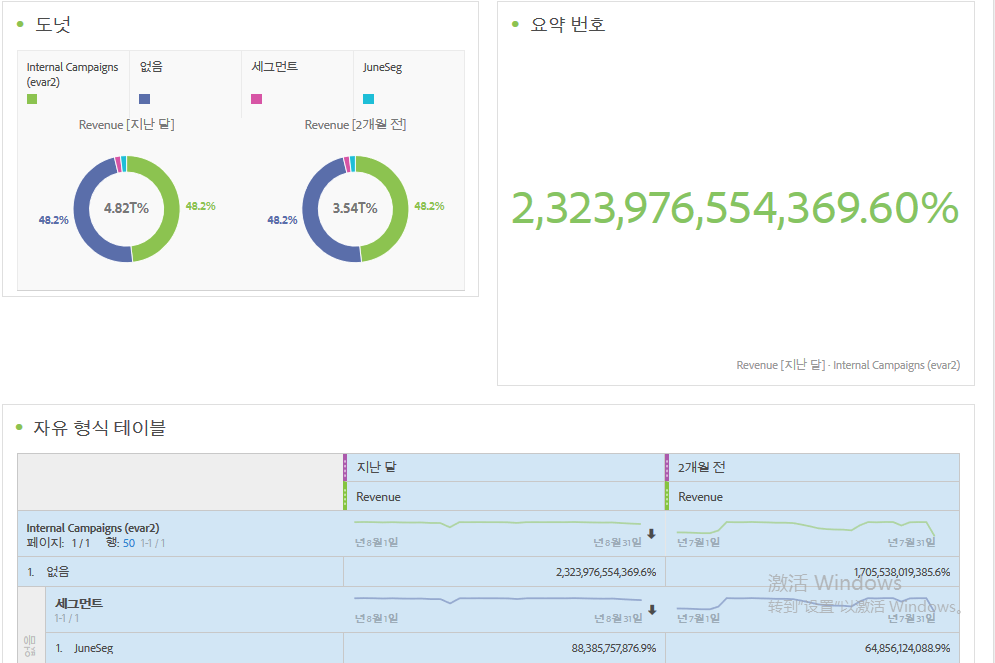 도넛
Internal Campaigns
(evar2)
없음
세그먼트
JuneSeg
Revenue [지난 달]
Revenue [2개월 전]
48.2%
4.82T%
48.2%
48.2%
3.54T%
48.2%
요약 번호
2,323,976,554,369.60%
Revenue [지난 달] · Internal Campaigns (evar2)
자유 형식 테이블
지난 달
2개월 전
Revenue
Revenue
Internal Campaigns (evar2)
페이지: 1 / 1 행: 50 1-1 / 1
년 8월 1일
년 8월 31일
년 7월 1일
년 7월 31일
1. 없음
2,323,976,554,369.6%
1,705,538,019,385.6%
없음
세그먼트
1-1 / 1
년 8월 1일
년 8월 31일
년 7월 1일
년 7월 31일
1. JuneSeg
88,385,757,876.9%
64,856,124,088.9%
激活 Windows
转到"设置"以激活 Windows。